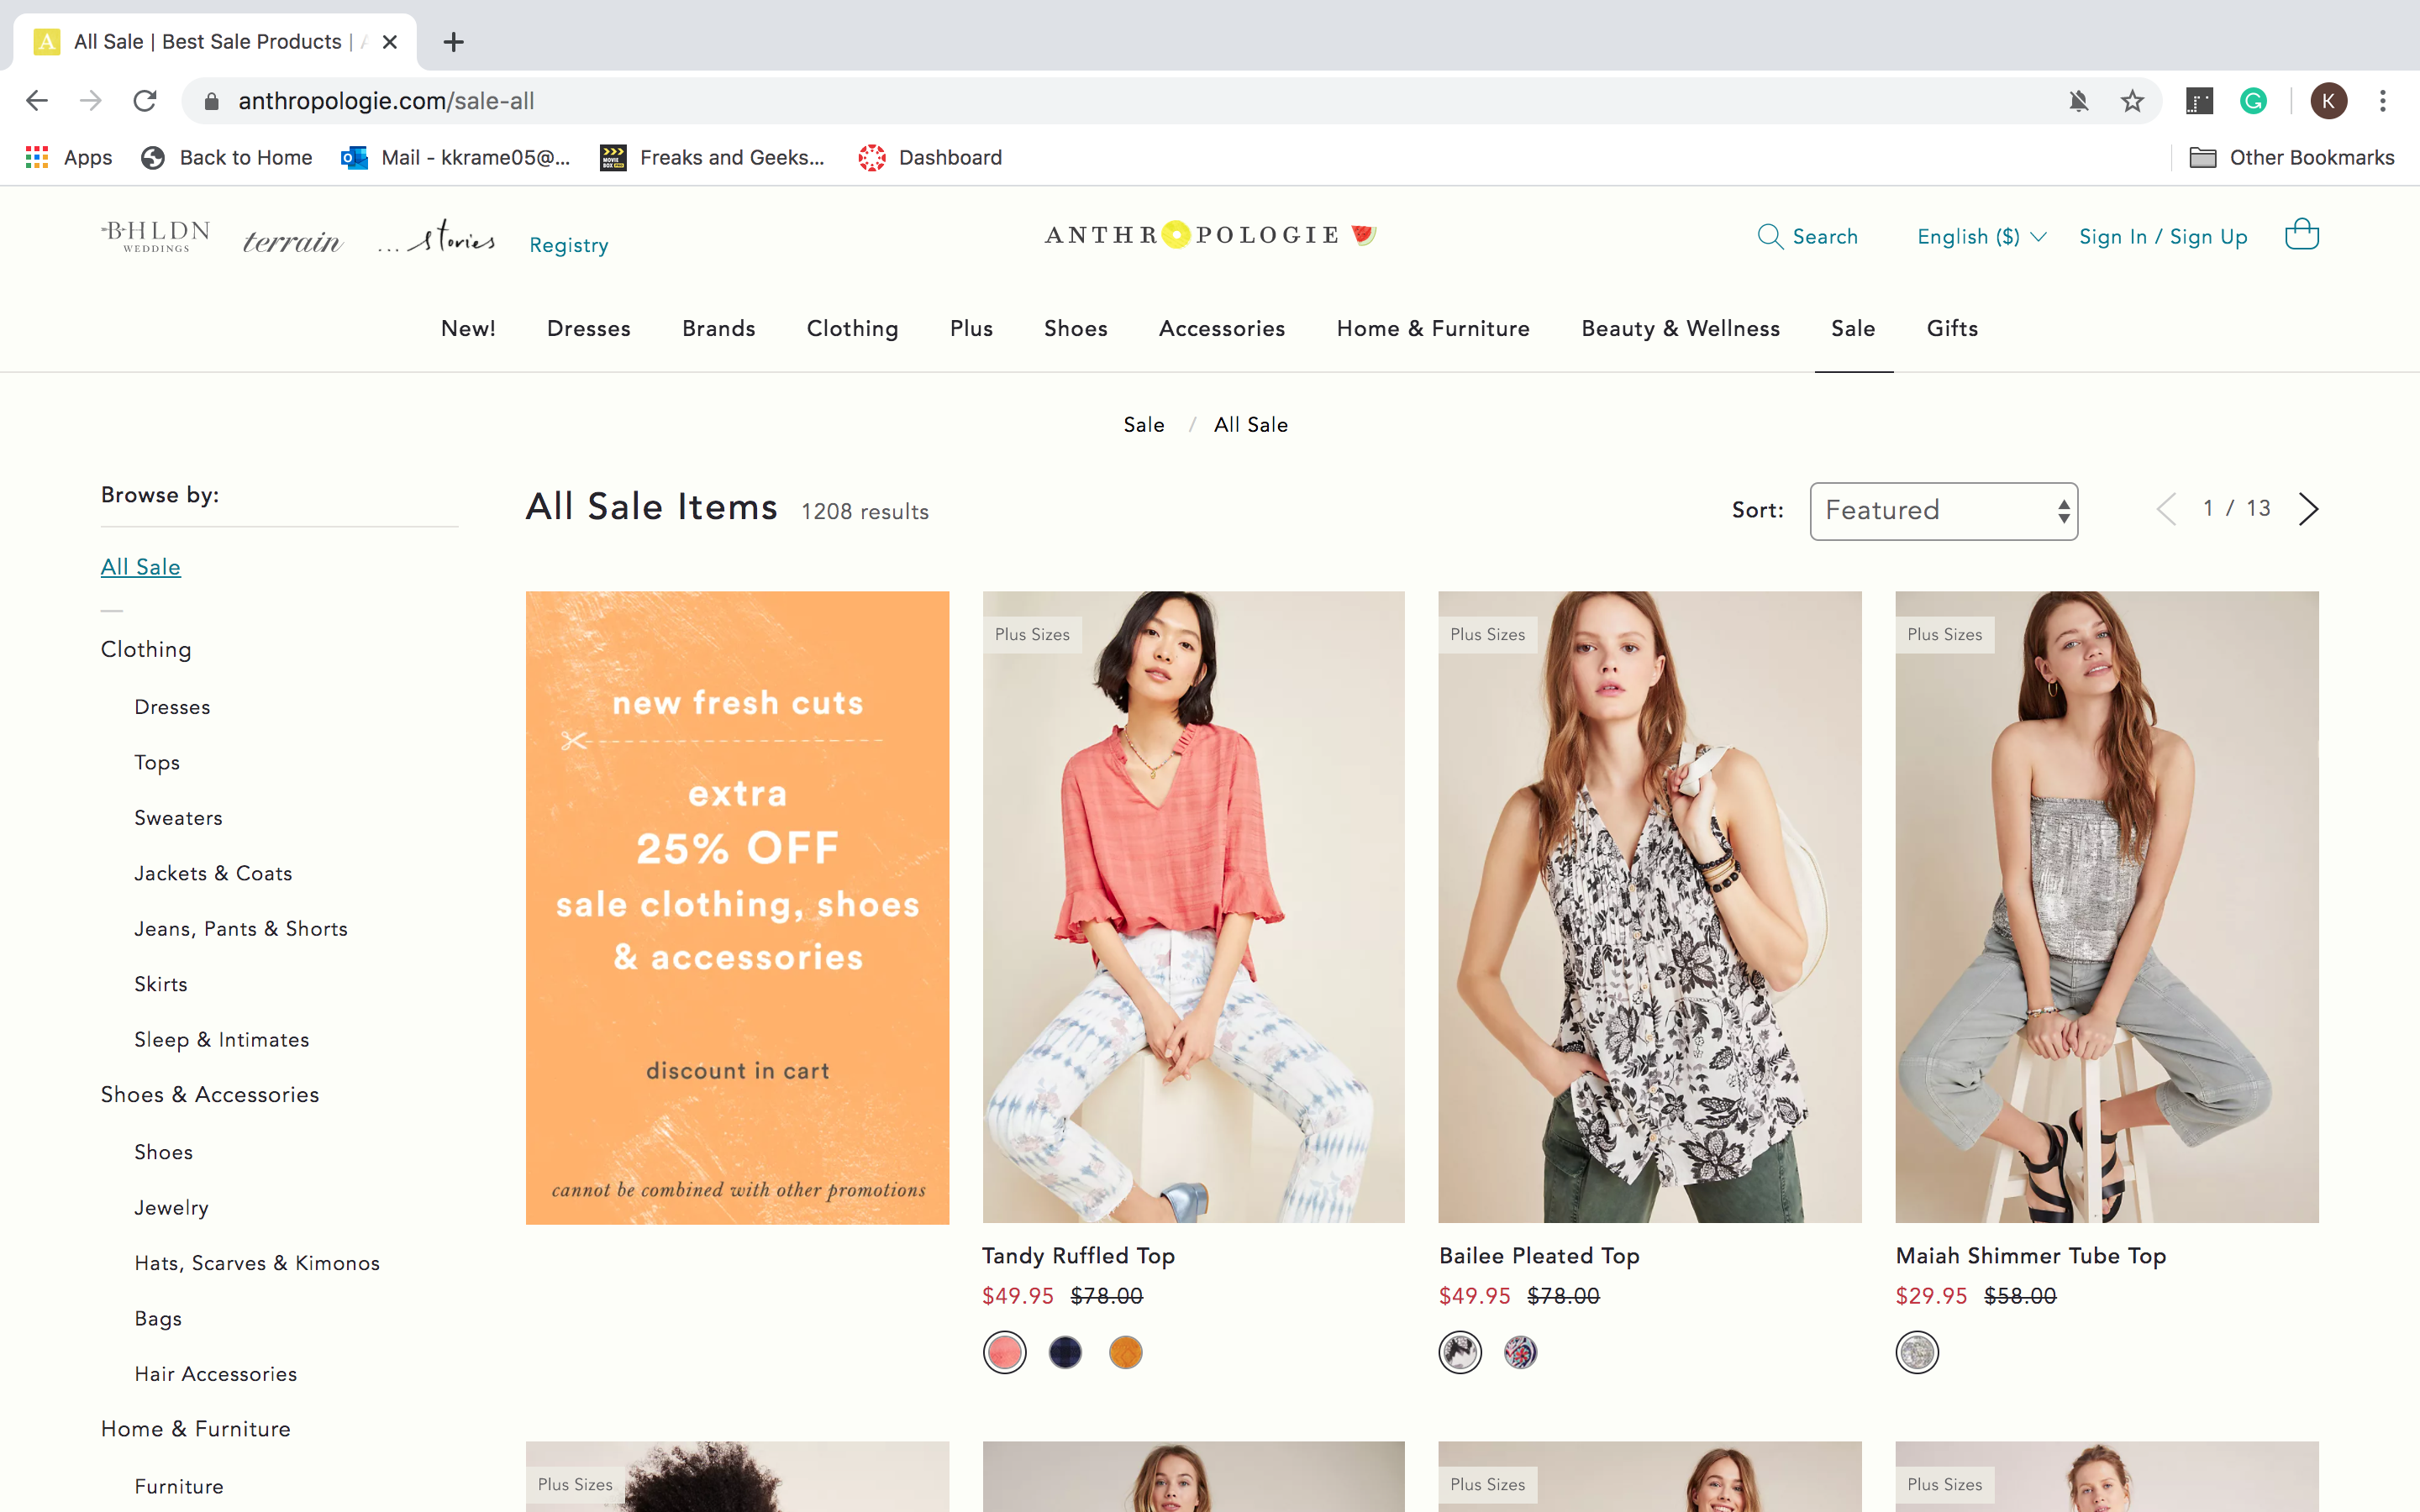 All Sale | Best Sale Products |
anthropologie.com/sale-all
K
Apps
Back to Home
Mail - kkrame05@...
Freaks and Geeks...
Dashboard
Other Bookmarks
BHLDN
WEDDINGS
terrain
...stories
Registry
ANTHROPOLOGIE
Search
English ($)
Sign In / Sign Up
New!
Dresses
Brands
Clothing
Plus
Shoes
Accessories
Home & Furniture
Beauty & Wellness
Sale
Gifts
Sale / All Sale
Browse by:
All Sale
Clothing
Dresses
Tops
Sweaters
Jackets & Coats
Jeans, Pants & Shorts
Skirts
Sleep & Intimates
Shoes & Accessories
Shoes
Jewelry
Hats, Scarves & Kimonos
Bags
Hair Accessories
Home & Furniture
Furniture
All Sale Items 1208 results
Sort: Featured
1 / 13
new fresh cuts
extra
25% OFF
sale clothing, shoes
& accessories
discount in cart
cannot be combined with other promotions
Plus Sizes
Tandy Ruffled Top
$49.95 $78.00
Plus Sizes
Bailee Pleated Top
$49.95 $78.00
Plus Sizes
Maiah Shimmer Tube Top
$29.95 $58.00
Plus Sizes
Plus Sizes
Plus Sizes